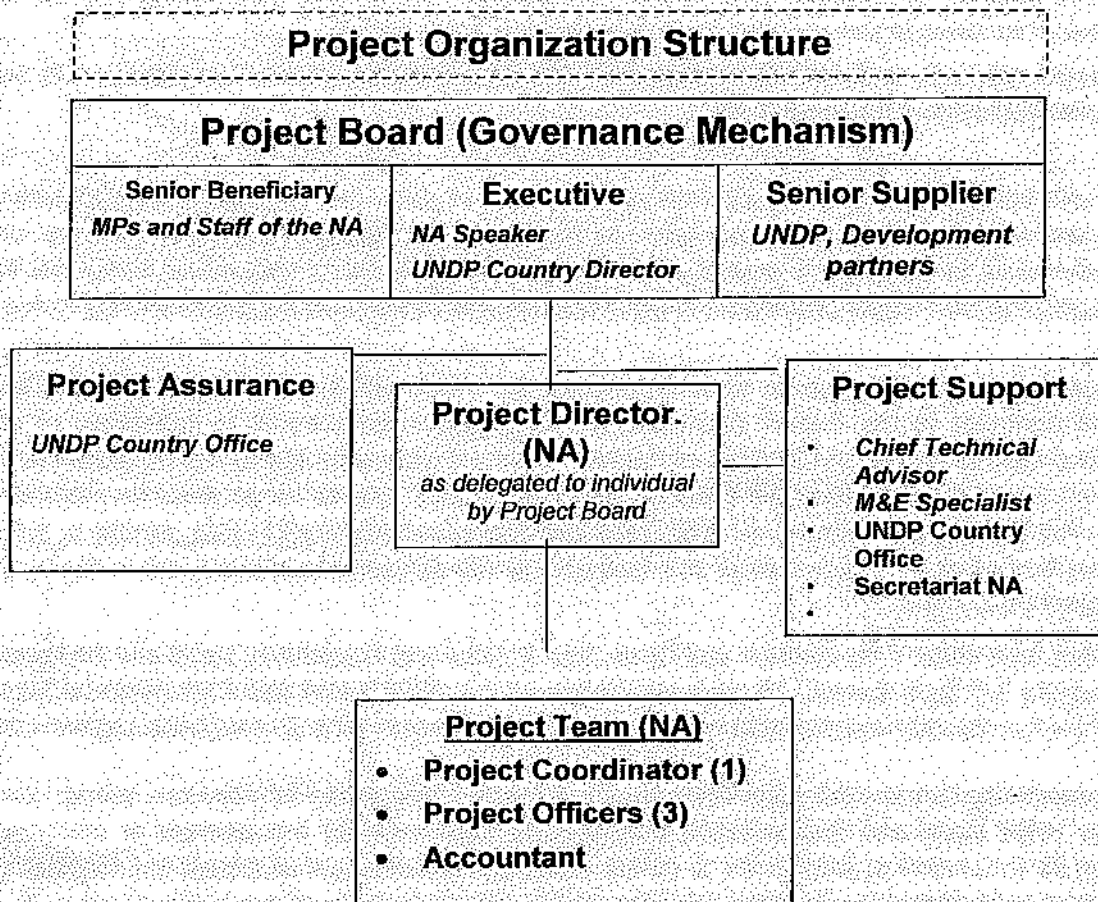 Project Organization Structure
Project Board (Governance Mechanism)
Senior Beneficiary
MPs and Staff of the NA
Executive
NA Speaker
UNDP Country Director
Senior Supplier
UNDP, Development
partners
Project Assurance
UNDP Country Office
Project Director.
(NA)
as delegated to individual
by Project Board
Project Support
• Chief Technical
Advisor
• M&E Specialist
• UNDP Country
Office
• Secretariat NA
•
Project Team (NA)
• Project Coordinator (1)
• Project Officers (3)
• Accountant